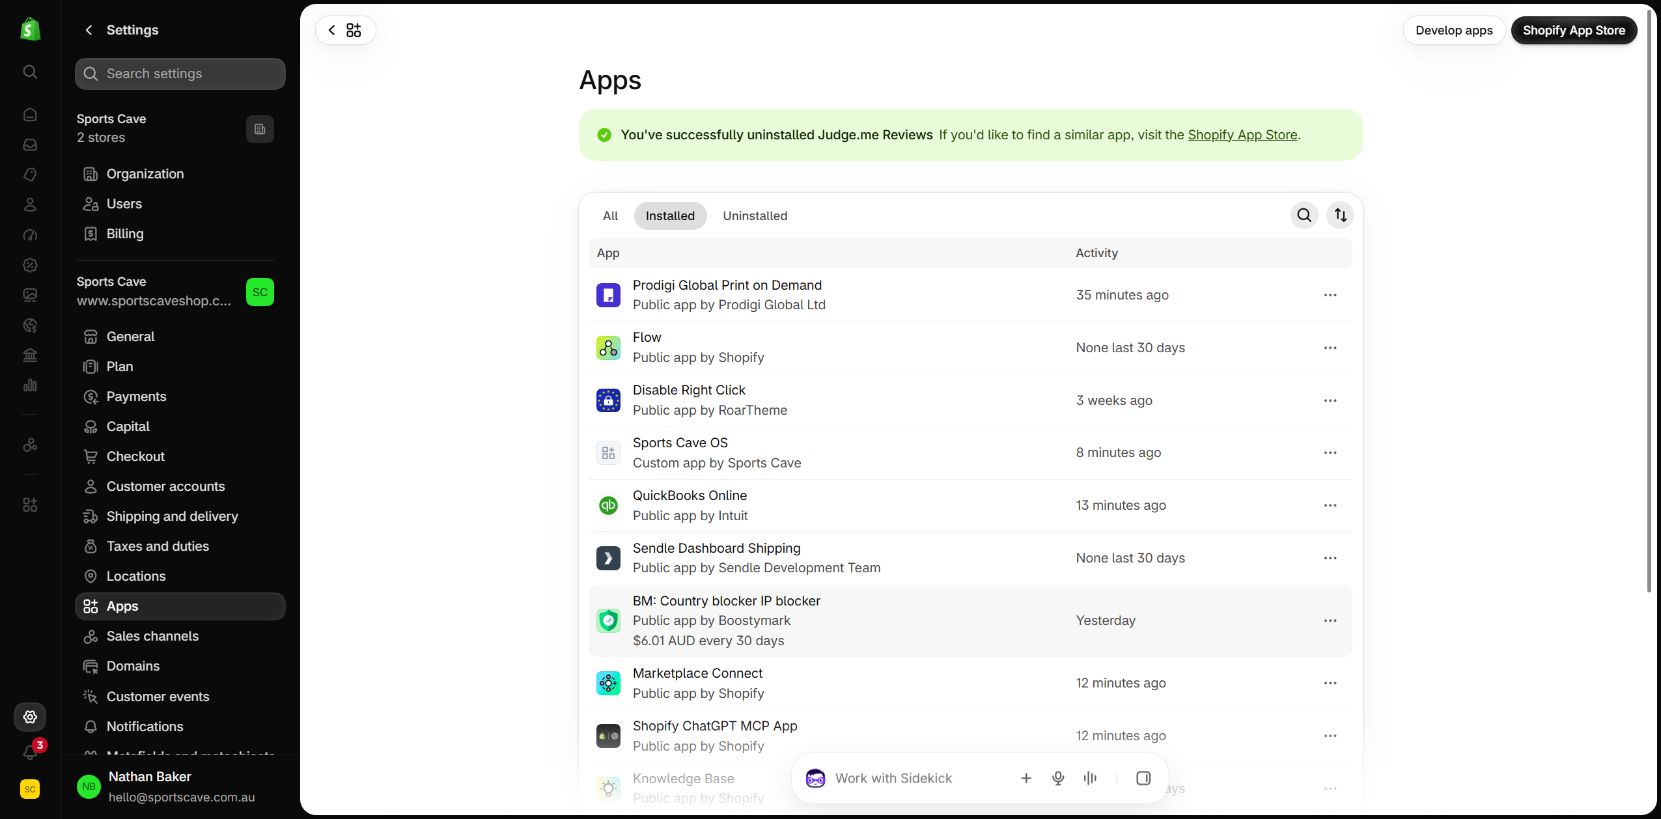 Settings
Search settings
Sports Cave
2 stores
Organization
Users
Billing
Sports Cave
www.sportscaveshop.c...
SC
General
Plan
Payments
Capital
Checkout
Customer accounts
Shipping and delivery
Taxes and duties
Locations
Apps
Sales channels
Domains
Customer events
Notifications
3
SC
NB
Nathan Baker
hello@sportscave.com.au
Develop apps
Shopify App Store
Apps
You've successfully uninstalled Judge.me Reviews If you'd like to find a similar app, visit the Shopify App Store.
All
Installed
Uninstalled
App
Activity
Prodigi Global Print on Demand
Public app by Prodigi Global Ltd
35 minutes ago
Flow
Public app by Shopify
None last 30 days
Disable Right Click
Public app by RoarTheme
3 weeks ago
Sports Cave OS
Custom app by Sports Cave
8 minutes ago
qb
QuickBooks Online
Public app by Intuit
13 minutes ago
Sendle Dashboard Shipping
Public app by Sendle Development Team
None last 30 days
BM: Country blocker IP blocker
Public app by Boostymark
$6.01 AUD every 30 days
Yesterday
Marketplace Connect
Public app by Shopify
12 minutes ago
Shopify ChatGPT MCP App
Public app by Shopify
12 minutes ago
Knowledge Base
Public app by Shopify
Work with Sidekick